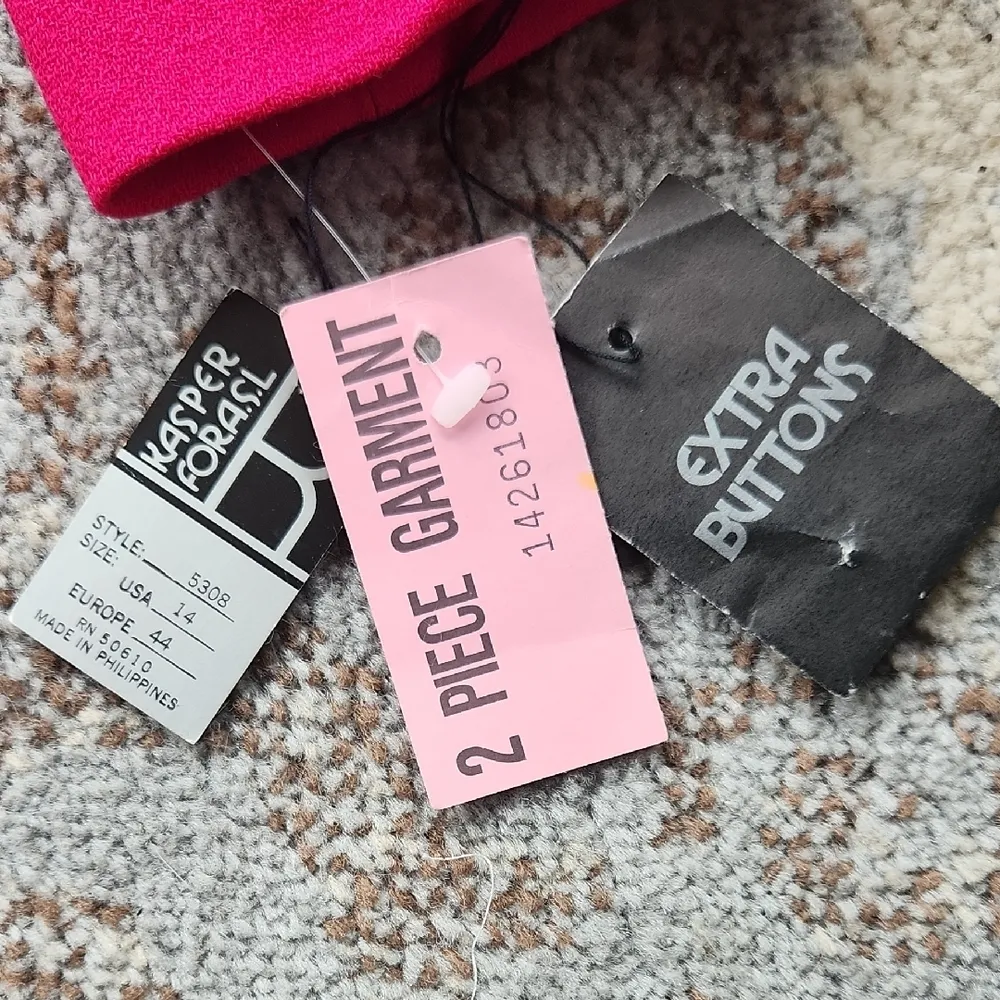 KASPER
FOR A.S.L
STYLE: 5308
SIZE:
USA 14
EUROPE 44
RN 50610
MADE IN PHILIPPINES
2 PIECE GARMENT
14261803
EXTRA
BUTTONS